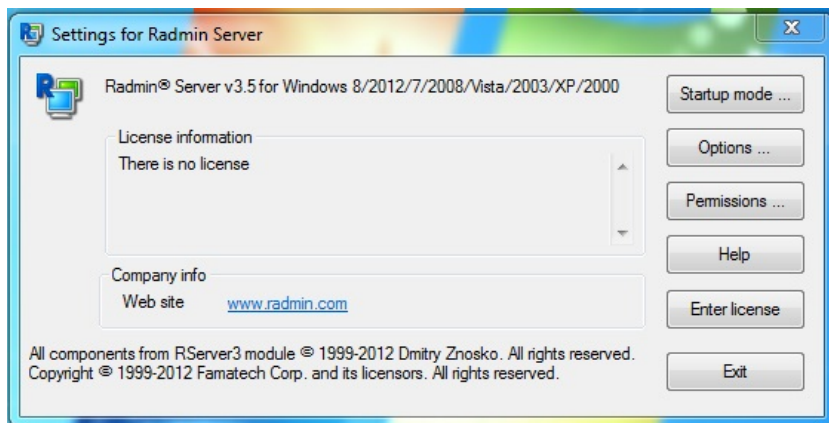 Settings for Radmin Server
Radmin® Server v3.5 for Windows 8/2012/7/2008/Vista/2003/XP/2000
License information
There is no license
Company info
Web site www.radmin.com
All components from RServer3 module © 1999-2012 Dmitry Znosko. All rights reserved.
Copyright © 1999-2012 Famatech Corp. and its licensors. All rights reserved.
Startup mode ...
Options ...
Permissions ...
Help
Enter license
Exit